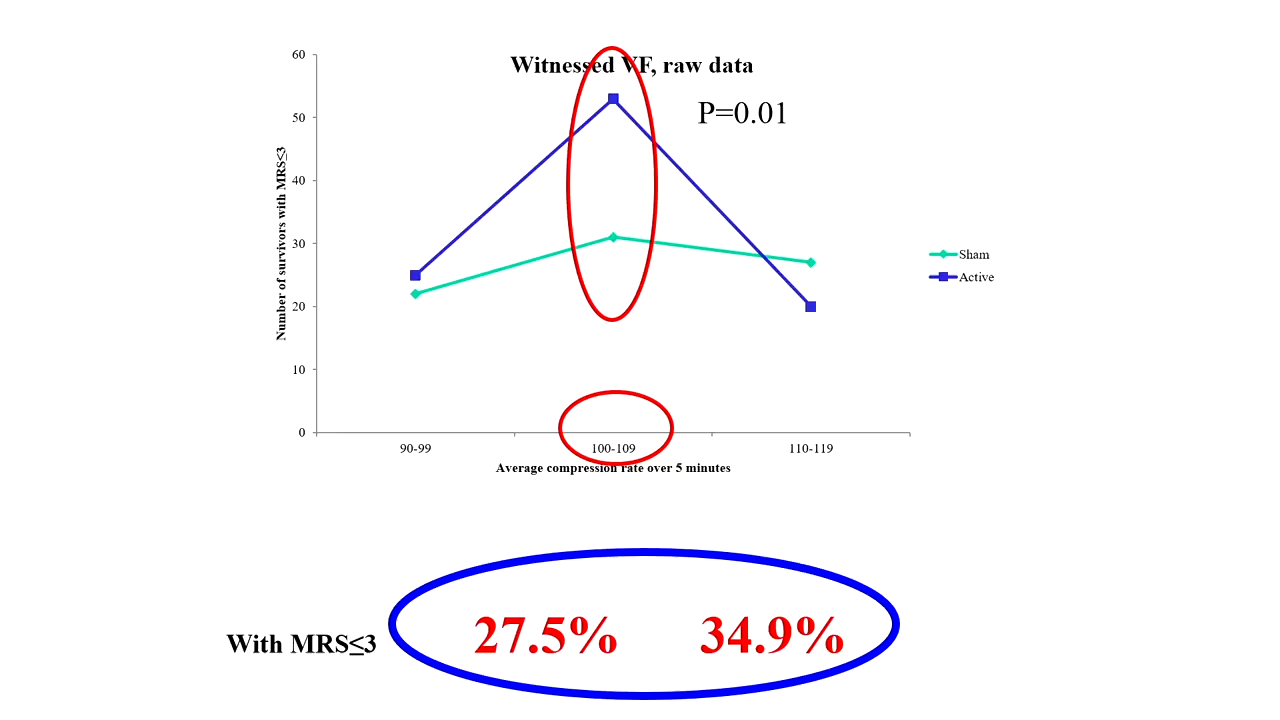 Witnessed VF, raw data
P=0.01
Number of survivors with MRS≤3
60
50
40
30
20
10
0
90-99
100-109
110-119
Average compression rate over 5 minutes
Sham
Active
With MRS≤3
27.5%
34.9%